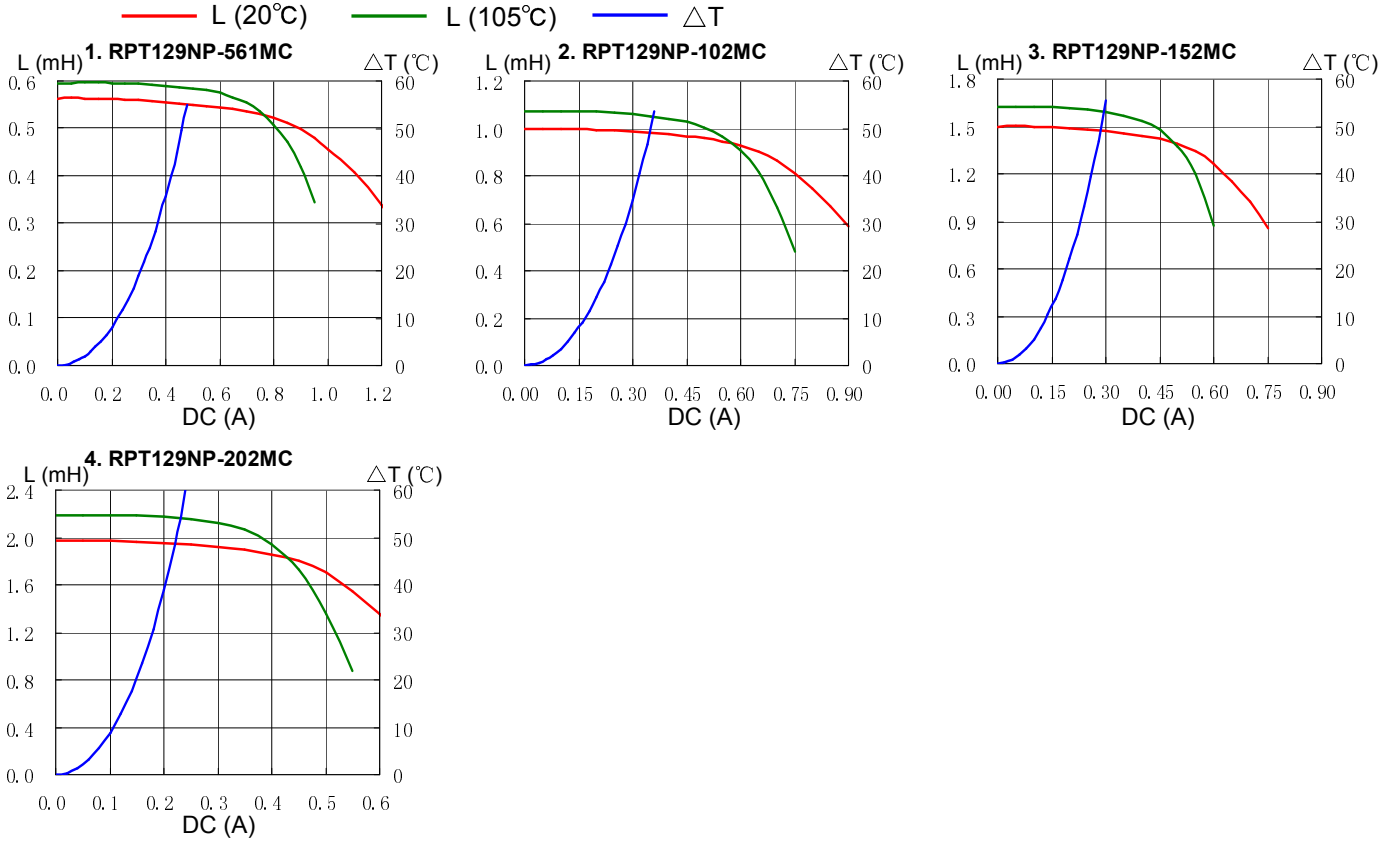 L (20℃) L (105℃) △T
1. RPT129NP-561MC
L (mH) △T (℃)
0.6 60
0.5 50
0.4 40
0.3 30
0.2 20
0.1 10
0.0 0
0.0 0.2 0.4 0.6 0.8 1.0 1.2
DC (A)
2. RPT129NP-102MC
L (mH) △T (℃)
1.2 60
1.0 50
0.8 40
0.6 30
0.4 20
0.2 10
0.0 0
0.00 0.15 0.30 0.45 0.60 0.75 0.90
DC (A)
3. RPT129NP-152MC
L (mH) △T (℃)
1.8 60
1.5 50
1.2 40
0.9 30
0.6 20
0.3 10
0.0 0
0.00 0.15 0.30 0.45 0.60 0.75 0.90
DC (A)
4. RPT129NP-202MC
L (mH) △T (℃)
2.4 60
2.0 50
1.6 40
1.2 30
0.8 20
0.4 10
0.0 0
0.0 0.1 0.2 0.3 0.4 0.5 0.6
DC (A)